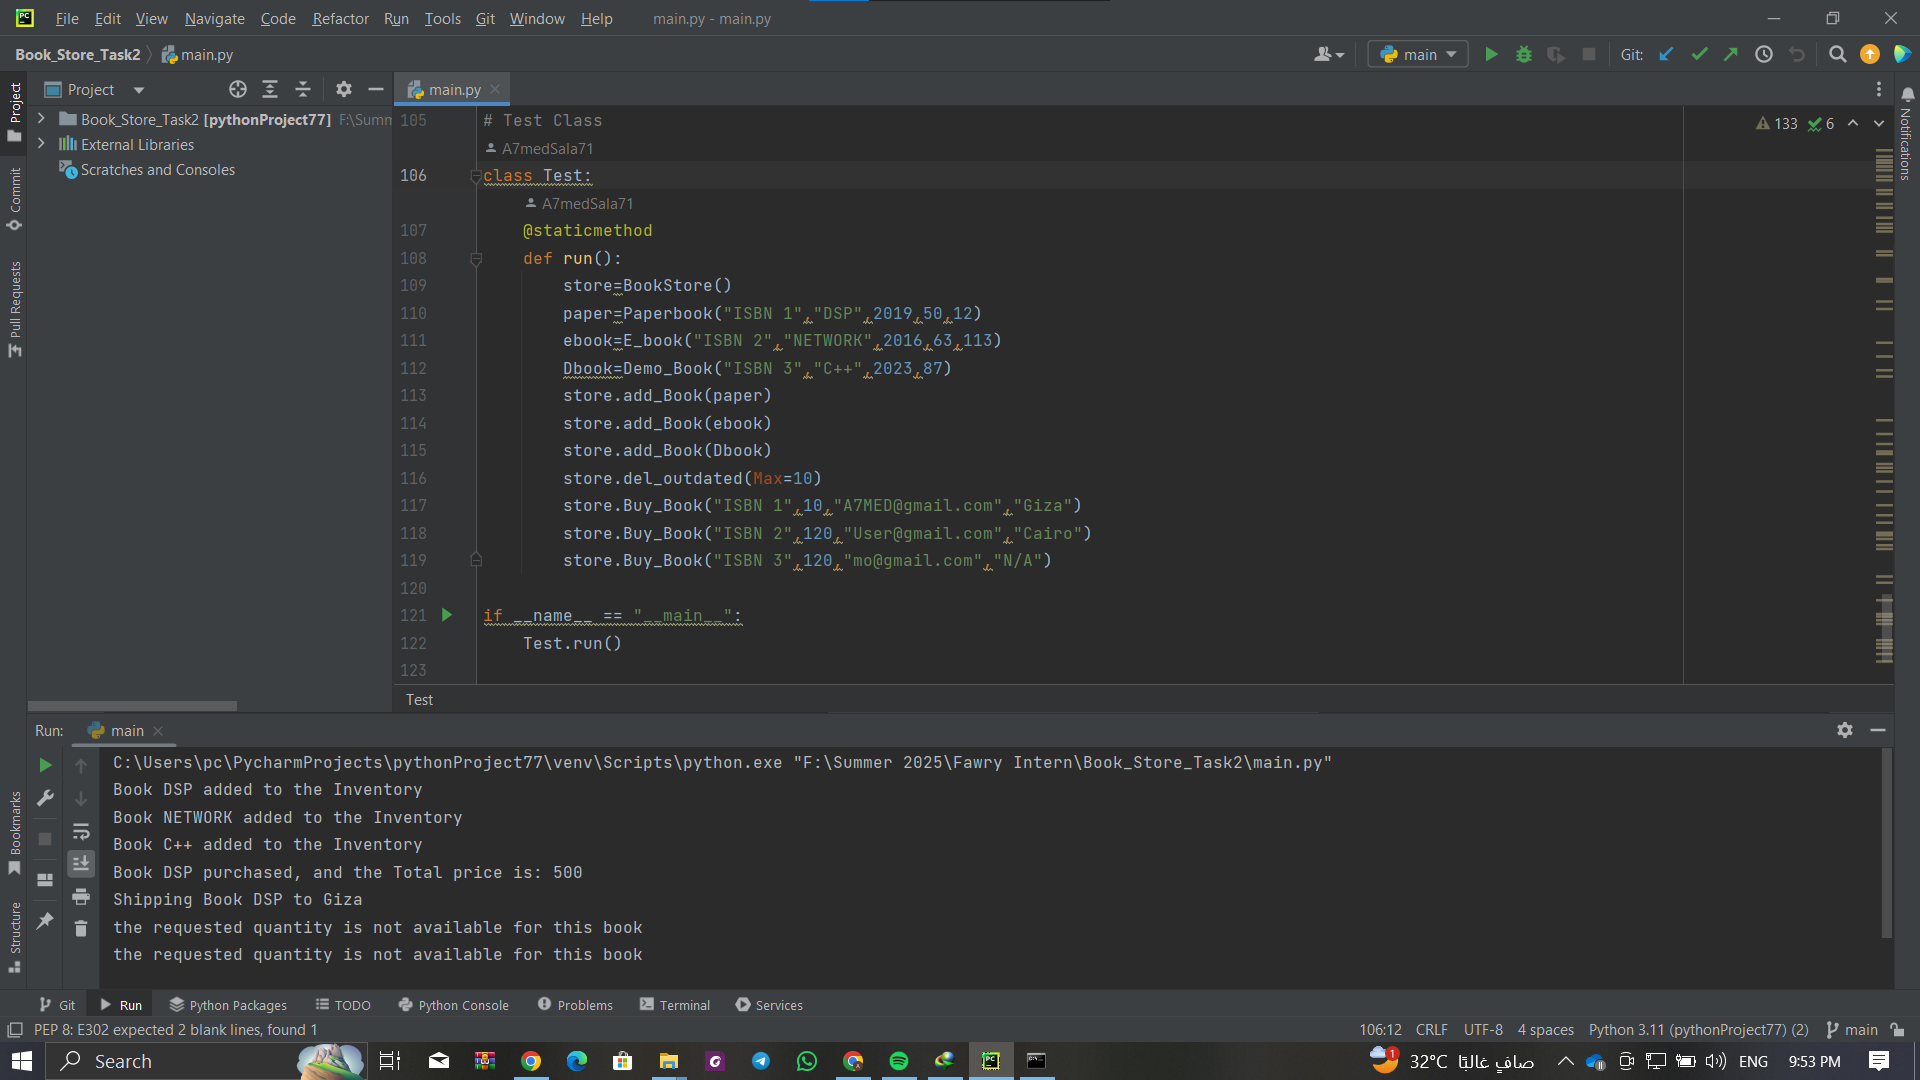 File Edit View Navigate Code Refactor Run Tools Git Window Help main.py - main.py
Book_Store_Task2 main.py main Git:
Project main.py
Book_Store_Task2 [pythonProject77] F:\Summ
External Libraries
Scratches and Consoles
133 6
105 # Test Class
A7medSala71
106 class Test:
A7medSala71
107 @staticmethod
108 def run():
109 store=BookStore()
110 paper=Paperbook("ISBN 1","DSP",2019,50,12)
111 ebook=E_book("ISBN 2","NETWORK",2016,63,113)
112 Dbook=Demo_Book("ISBN 3","C++",2023,87)
113 store.add_Book(paper)
114 store.add_Book(ebook)
115 store.add_Book(Dbook)
116 store.del_outdated(Max=10)
117 store.Buy_Book("ISBN 1",10,"A7MED@gmail.com","Giza")
118 store.Buy_Book("ISBN 2",120,"User@gmail.com","Cairo")
119 store.Buy_Book("ISBN 3",120,"mo@gmail.com","N/A")
120
121 if __name__ == "__main__":
122 Test.run()
123
Test
Project
Commit
Pull Requests
Bookmarks
Structure
Notifications
Run: main
C:\Users\pc\PycharmProjects\pythonProject77\venv\Scripts\python.exe "F:\Summer 2025\Fawry Intern\Book_Store_Task2\main.py"
Book DSP added to the Inventory
Book NETWORK added to the Inventory
Book C++ added to the Inventory
Book DSP purchased, and the Total price is: 500
Shipping Book DSP to Giza
the requested quantity is not available for this book
the requested quantity is not available for this book
Git Run Python Packages TODO Python Console Problems Terminal Services
PEP 8: E302 expected 2 blank lines, found 1 106:12 CRLF UTF-8 4 spaces Python 3.11 (pythonProject77) (2) main
Search 1 32°C صافٍ غالبًا ENG 9:53 PM